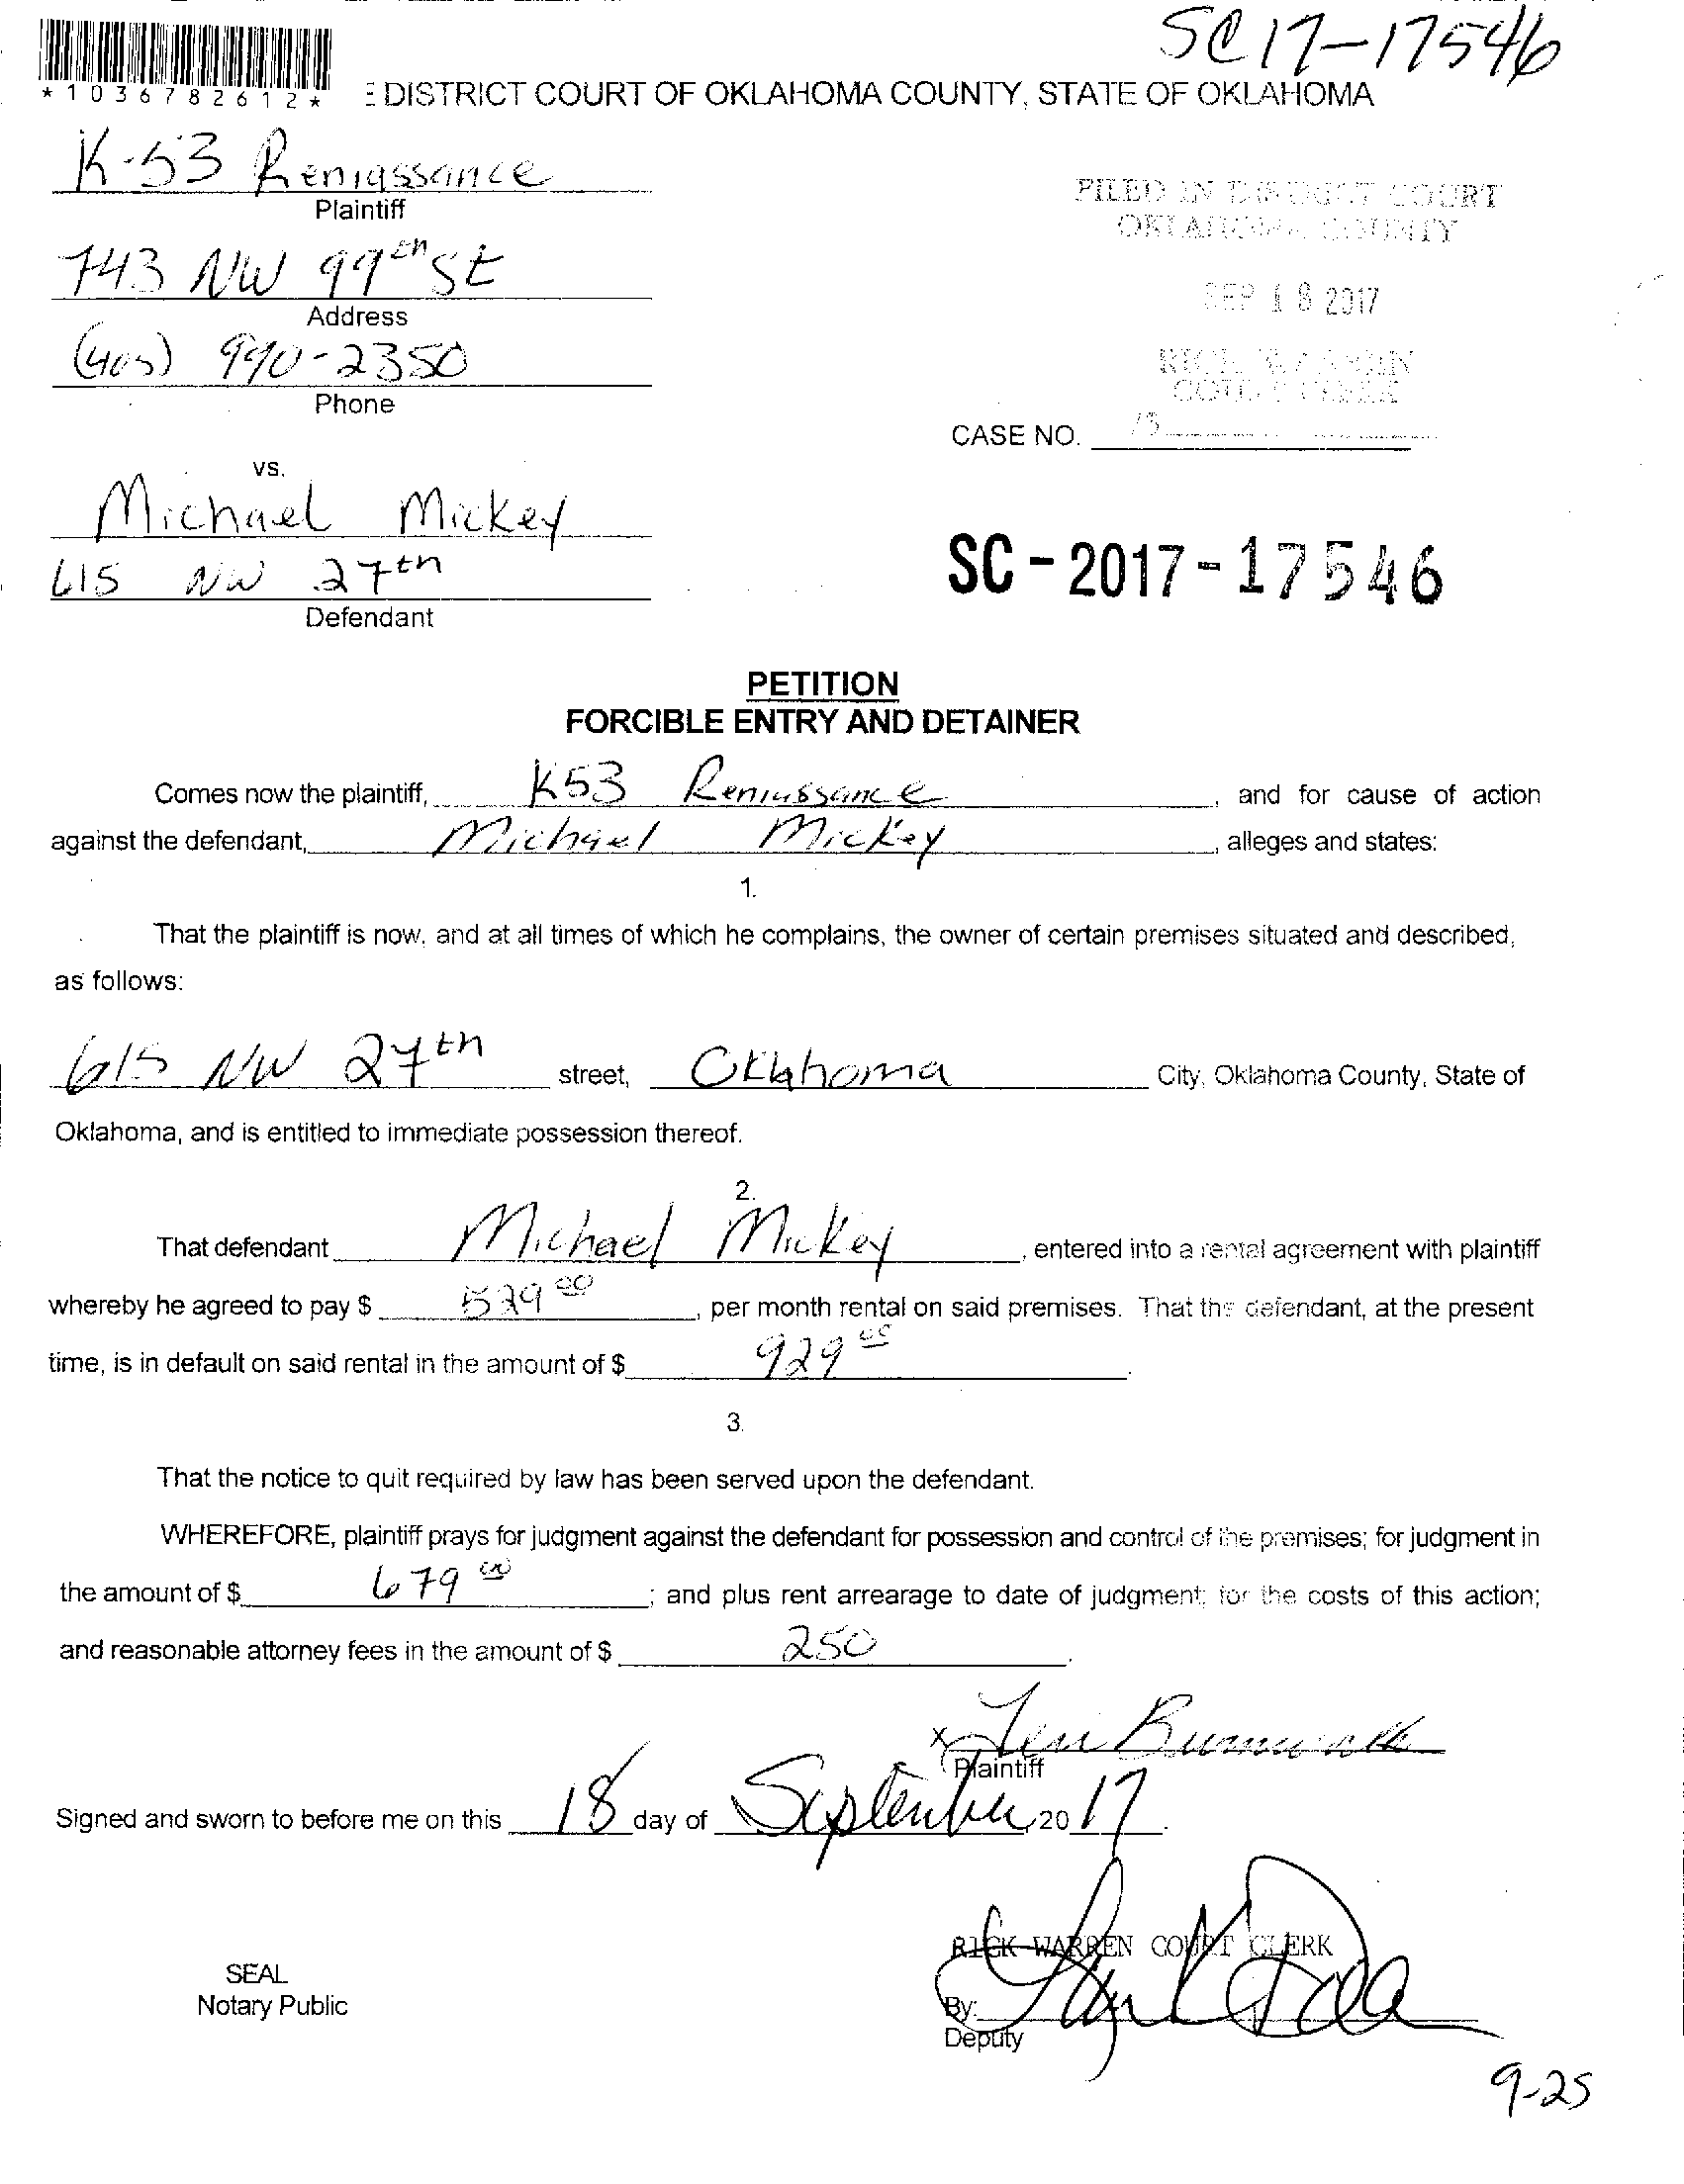 SC17-17546
*1036782612*
E DISTRICT COURT OF OKLAHOMA COUNTY, STATE OF OKLAHOMA
K-53 Reniassance
Plaintiff
FILED IN DISTRICT COURT
OKLAHOMA COUNTY
743 NW 99th St
Address
SEP 18 2017
(405) 990-2350
Phone
RICK WARREN
COURT CLERK
CASE NO.
vs.
Michael Mickey
615 NW 27th
Defendant
SC-2017-17546
PETITION
FORCIBLE ENTRY AND DETAINER
Comes now the plaintiff, K53 Reniassance, and for cause of action
against the defendant, Michael Mickey, alleges and states:
1.
That the plaintiff is now, and at all times of which he complains, the owner of certain premises situated and described,
as follows:
615 NW 27th street, Oklahoma City, Oklahoma County, State of
Oklahoma, and is entitled to immediate possession thereof.
2.
That defendant Michael Mickey, entered into a rental agreement with plaintiff
whereby he agreed to pay $ 529 00, per month rental on said premises. That the defendant, at the present
time, is in default on said rental in the amount of $ 929 00.
3.
That the notice to quit required by law has been served upon the defendant.
WHEREFORE, plaintiff prays for judgment against the defendant for possession and control of the premises; for judgment in
the amount of $ 679 00; and plus rent arrearage to date of judgment; for the costs of this action;
and reasonable attorney fees in the amount of $ 250.
x Teri
Plaintiff
Signed and sworn to before me on this 18 day of September, 20 17.
RICK WARREN COURT CLERK
SEAL
Notary Public
By:
Deputy
9-25